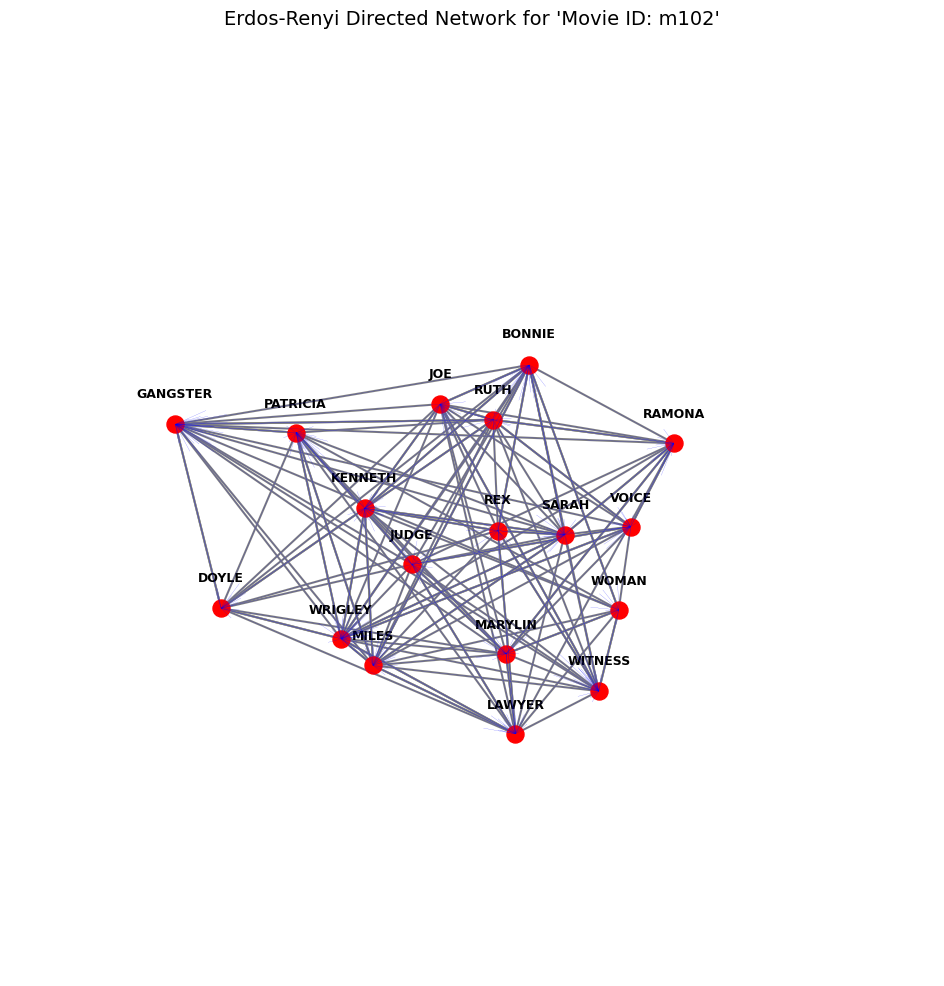 Erdos-Renyi Directed Network for 'Movie ID: m102'
BONNIE
JOE
RUTH
GANGSTER
PATRICIA
RAMONA
KENNETH
REX
SARAH
VOICE
JUDGE
DOYLE
WOMAN
WRIGLEY
MARYLIN
MILES
WITNESS
LAWYER